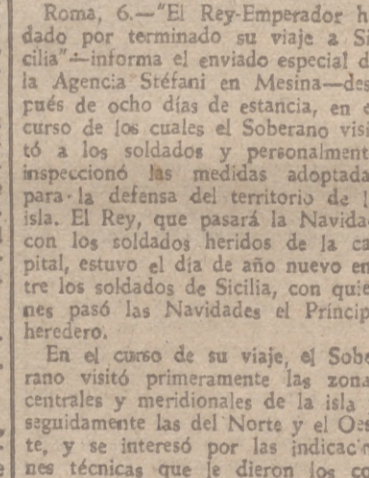 Roma, 6.—"El Rey-Emperador h
dado por terminado su viaje a Si
cilia"—informa el enviado especial d
la Agencia Stéfani en Mesina—des
pués de ocho días de estancia, en e
curso de los cuales el Soberano visi
tó a los soldados y personalment
inspeccionó las medidas adoptada
para la defensa del territorio de l
isla. El Rey, que pasará la Navida
con los soldados heridos de la ca
pital, estuvo el día de año nuevo en
tre los soldados de Sicilia, con quie
nes pasó las Navidades el Príncip
heredero.
En el curso de su viaje, el Sobe
rano visitó primeramente las zona
centrales y meridionales de la isla
seguidamente las del Norte y el Oes
te, y se interesó por las indicacio
nes técnicas que le dieron los co